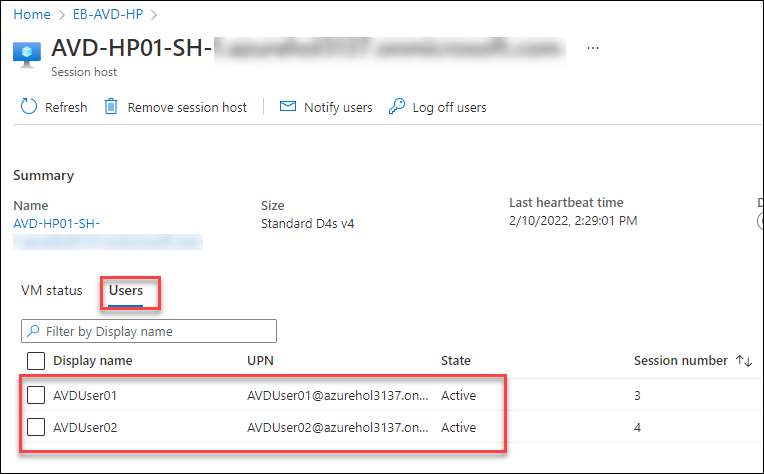 Home > EB-AVD-HP >
AVD-HP01-SH-
...
Session host
Refresh Remove session host Notify users Log off users
Summary
Name Size Last heartbeat time
AVD-HP01-SH- Standard D4s v4 2/10/2022, 2:29:01 PM
VM status Users
Filter by Display name
Display name UPN State Session number
AVDUser01 AVDUser01@azurehol3137.on... Active 3
AVDUser02 AVDUser02@azurehol3137.on... Active 4